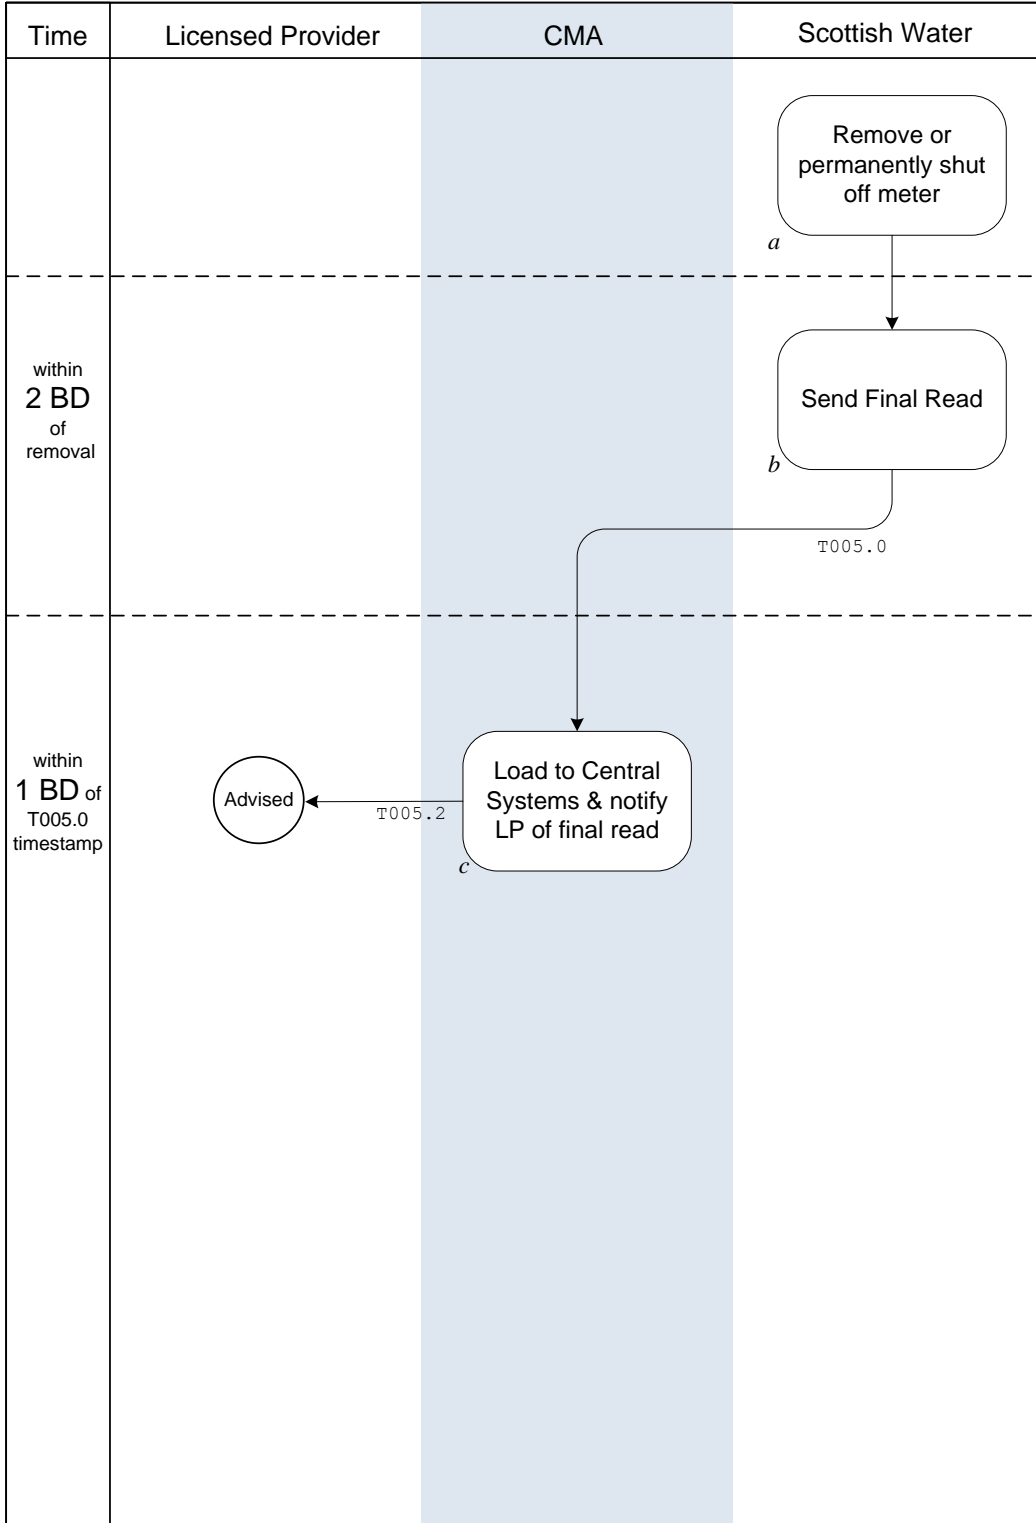 Time
Licensed Provider
CMA
Scottish Water
Remove or
permanently shut
off meter
a
within
2 BD
of
removal
Send Final Read
b
T005.0
within
1 BD of
T005.0
timestamp
Advised
T005.2
Load to Central
Systems & notify
LP of final read
c